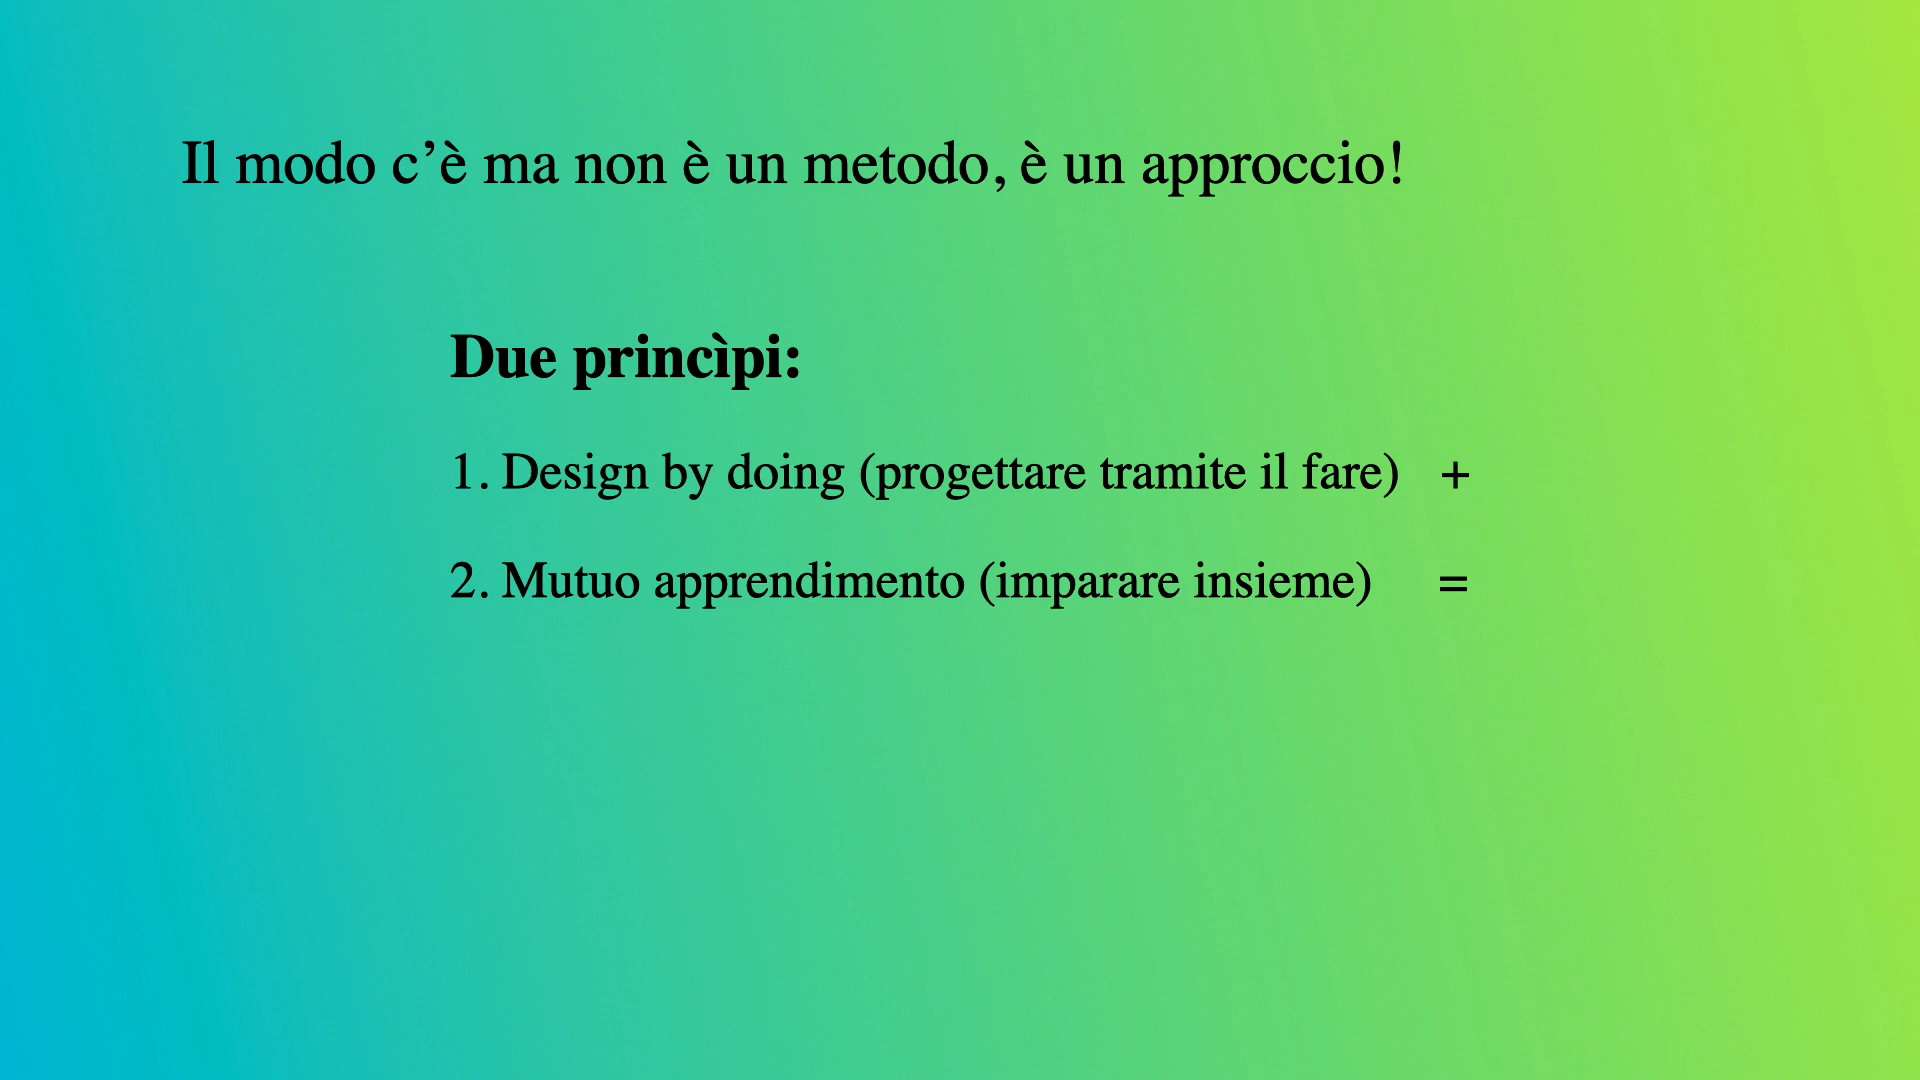 Il modo c’è ma non è un metodo, è un approccio!
Due princìpi:
1. Design by doing (progettare tramite il fare) +
2. Mutuo apprendimento (imparare insieme) =